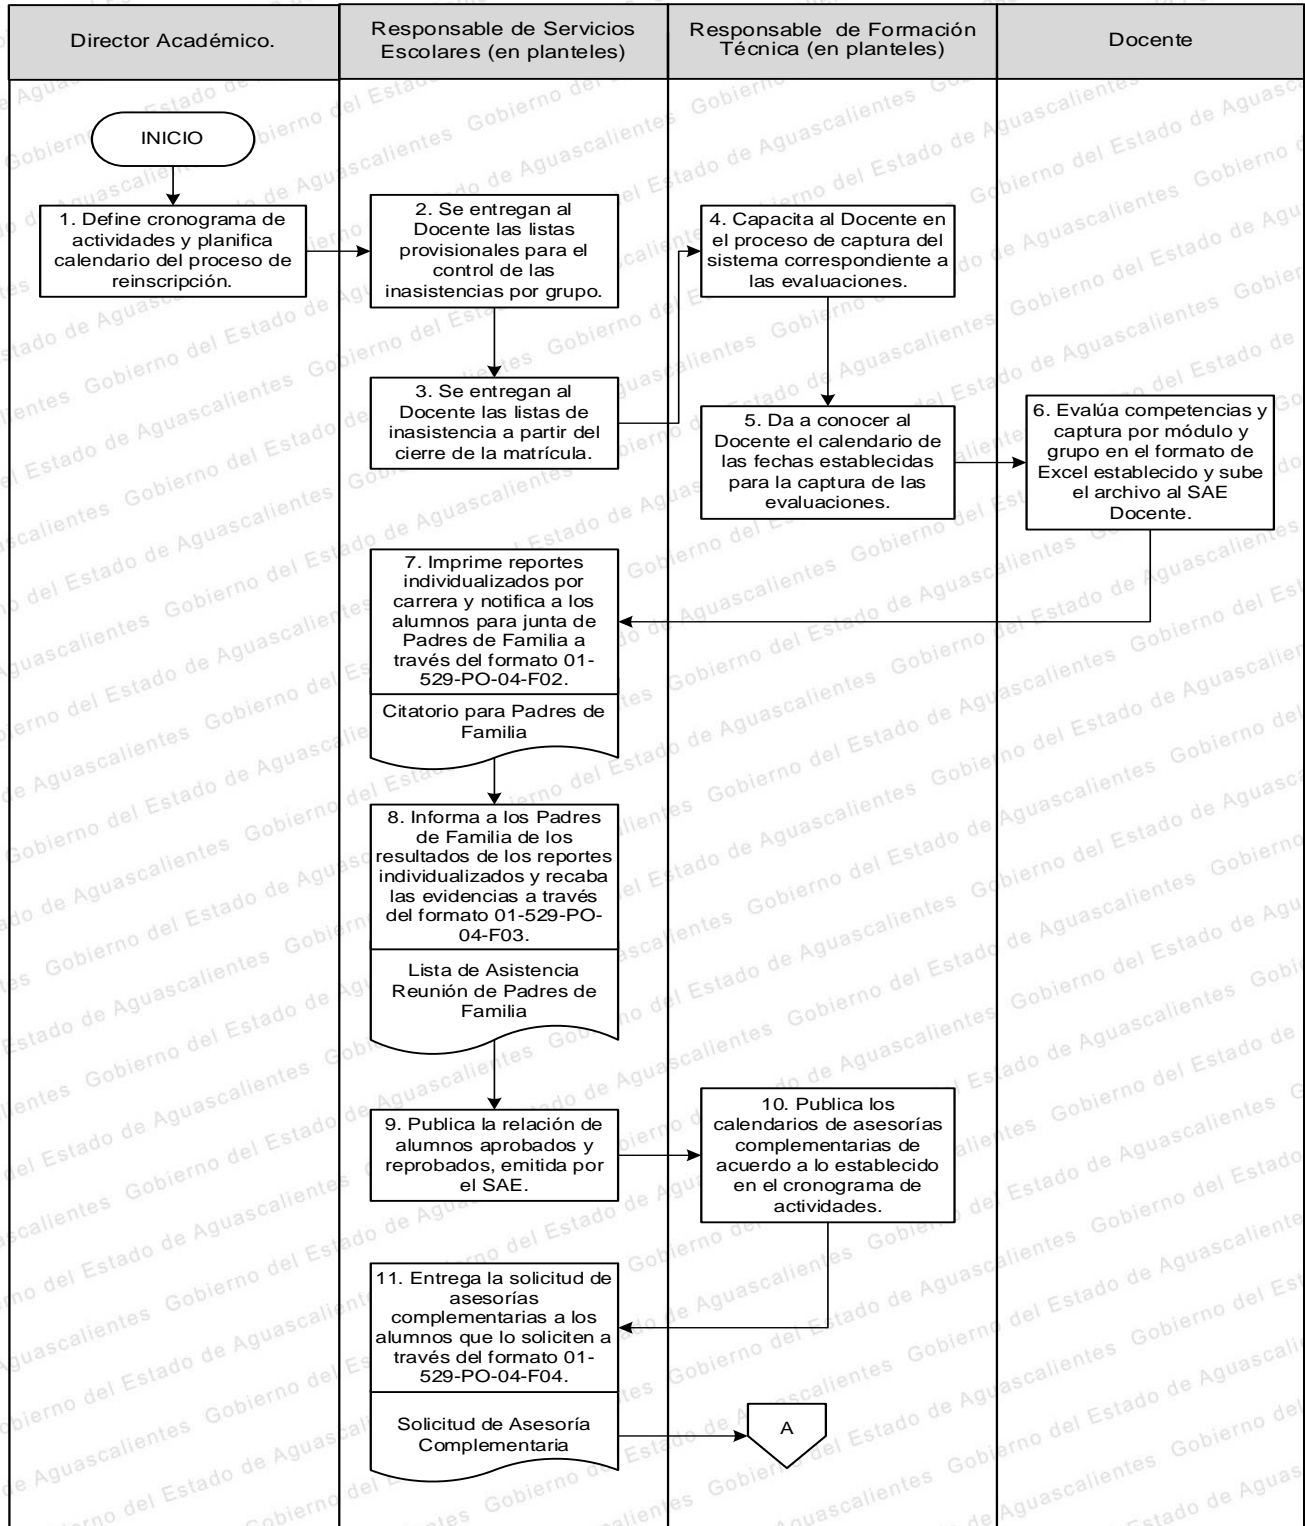 Director Académico.
Responsable de Servicios
Escolares (en planteles)
Responsable de Formación
Técnica (en planteles)
Docente
INICIO
1. Define cronograma de
actividades y planifica
calendario del proceso de
reinscripción.
2. Se entregan al
Docente las listas
provisionales para el
control de las
inasistencias por grupo.
3. Se entregan al
Docente las listas de
inasistencia a partir del
cierre de la matrícula.
4. Capacita al Docente en
el proceso de captura del
sistema correspondiente a
las evaluaciones.
5. Da a conocer al
Docente el calendario de
las fechas establecidas
para la captura de las
evaluaciones.
6. Evalúa competencias y
captura por módulo y
grupo en el formato de
Excel establecido y sube
el archivo al SAE
Docente.
7. Imprime reportes
individualizados por
carrera y notifica a los
alumnos para junta de
Padres de Familia a
través del formato 01-
529-PO-04-F02.
Citatorio para Padres de
Familia
8. Informa a los Padres
de Familia de los
resultados de los reportes
individualizados y recaba
las evidencias a través
del formato 01-529-PO-
04-F03.
Lista de Asistencia
Reunión de Padres de
Familia
9. Publica la relación de
alumnos aprobados y
reprobados, emitida por
el SAE.
10. Publica los
calendarios de asesorías
complementarias de
acuerdo a lo establecido
en el cronograma de
actividades.
11. Entrega la solicitud de
asesorías
complementarias a los
alumnos que lo soliciten a
través del formato 01-
529-PO-04-F04.
Solicitud de Asesoría
Complementaria
A
Gobierno del Estado de Aguascalientes